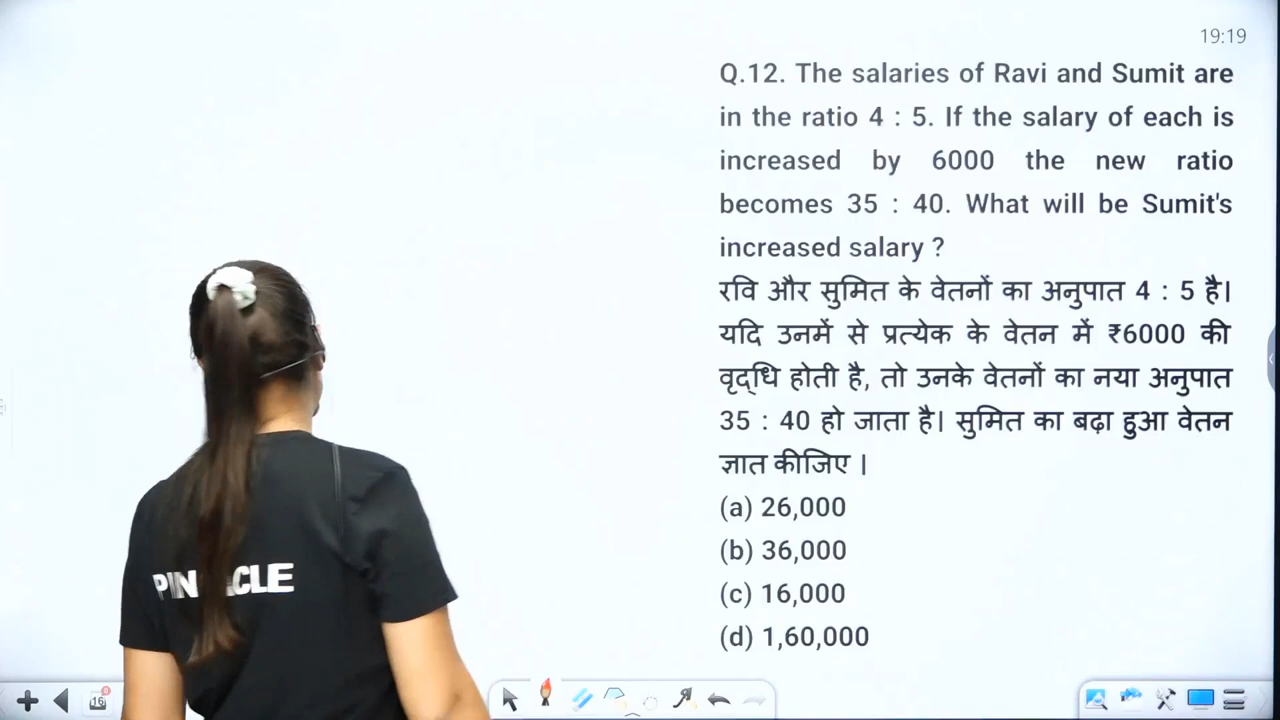 19:19
Q.12. The salaries of Ravi and Sumit are
in the ratio 4 : 5. If the salary of each is
increased by 6000 the new ratio
becomes 35 : 40. What will be Sumit's
increased salary ?
रवि और सुमित के वेतनों का अनुपात 4 : 5 है।
यदि उनमें से प्रत्येक के वेतन में ₹6000 की
वृद्धि होती है, तो उनके वेतनों का नया अनुपात
35 : 40 हो जाता है। सुमित का बढ़ा हुआ वेतन
ज्ञात कीजिए ।
(a) 26,000
(b) 36,000
(c) 16,000
(d) 1,60,000
16